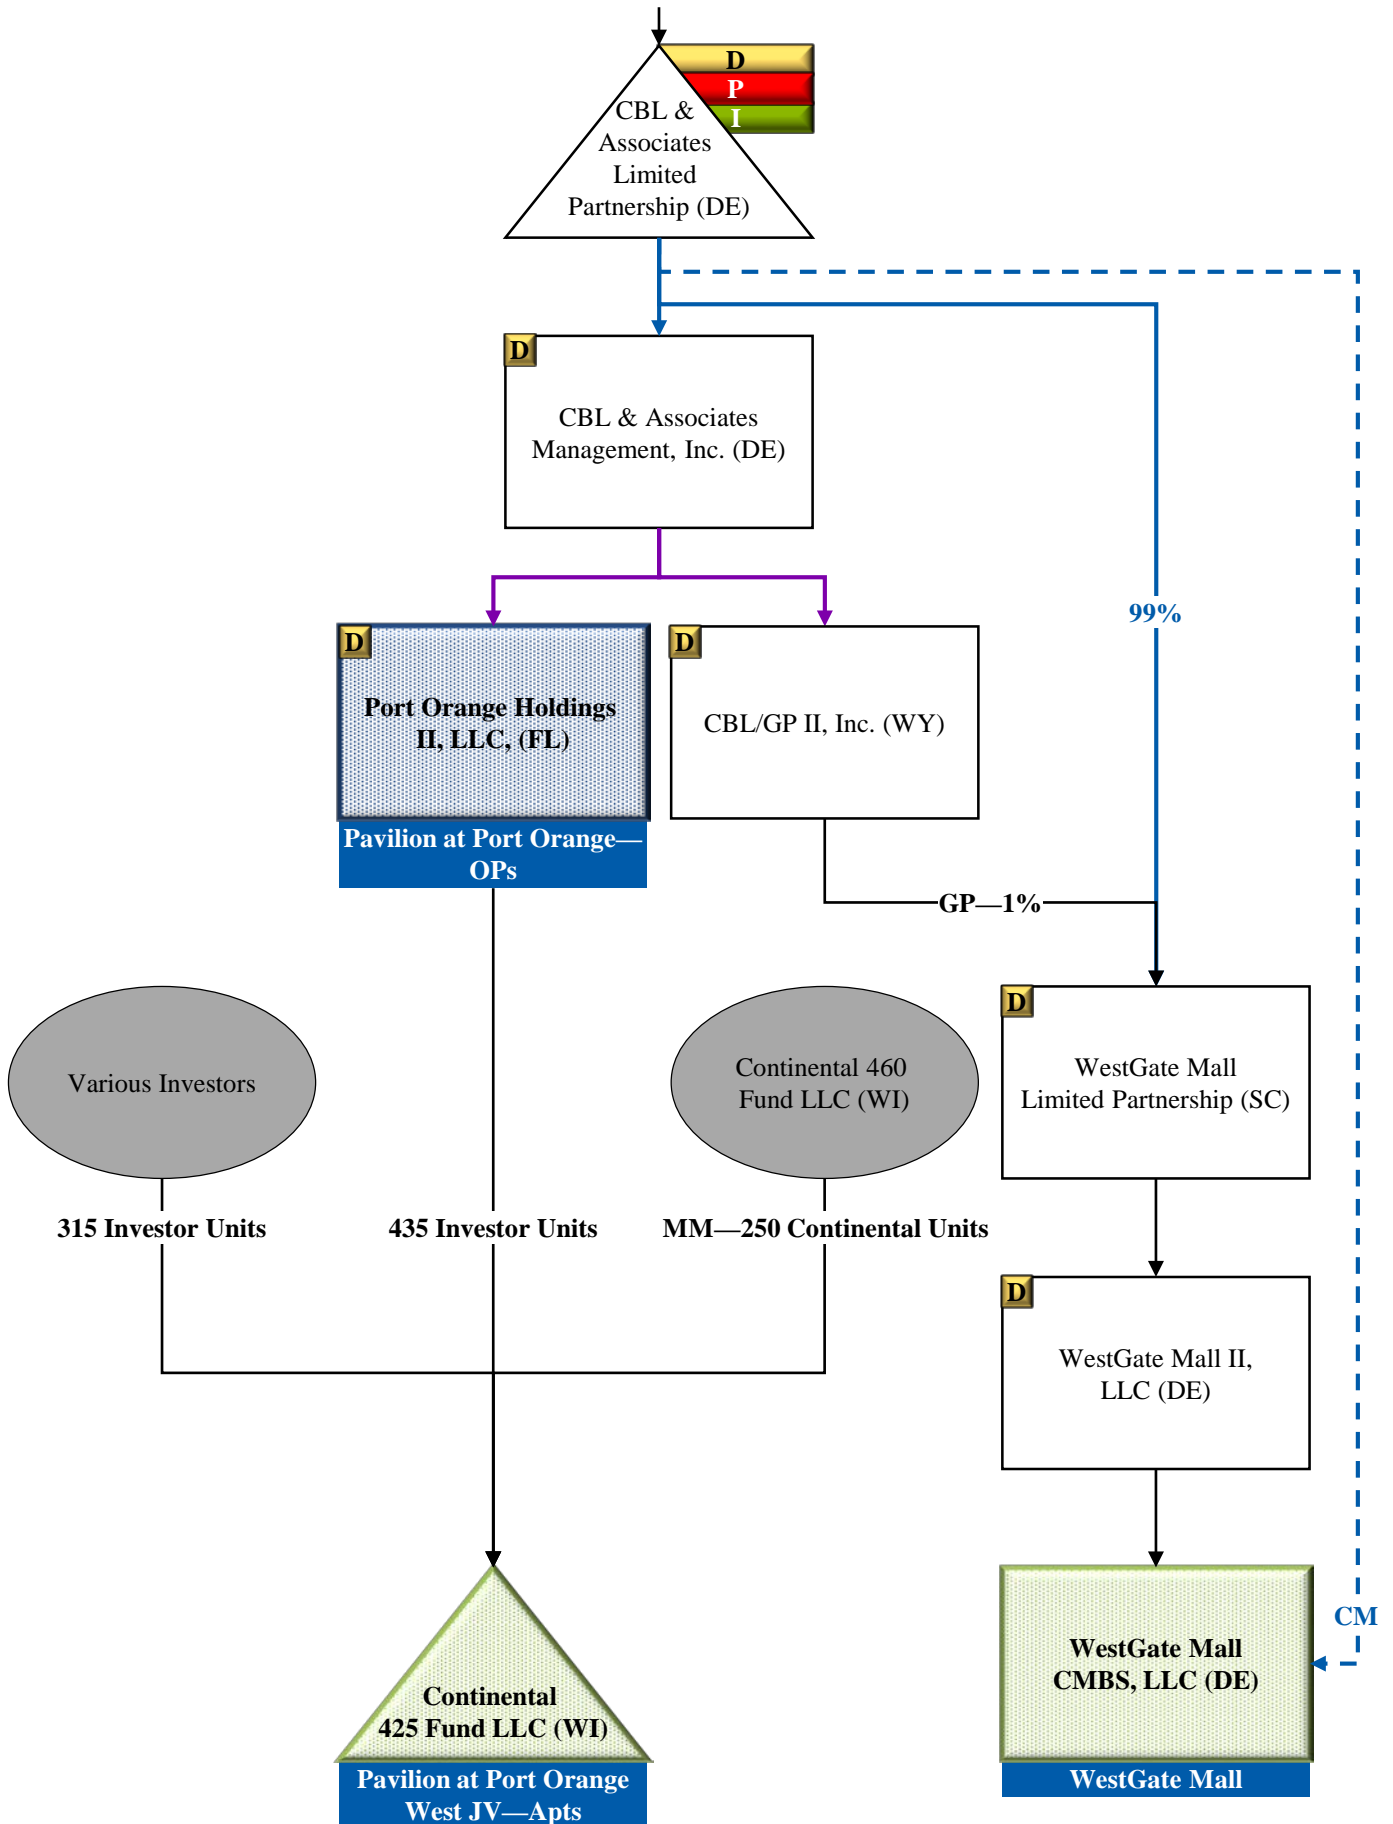 D
P
I
CBL &
Associates
Limited
Partnership (DE)
D
CBL & Associates
Management, Inc. (DE)
99%
D
Port Orange Holdings
II, LLC, (FL)
Pavilion at Port Orange—
OPs
D
CBL/GP II, Inc. (WY)
GP—1%
Various Investors
Continental 460
Fund LLC (WI)
D
WestGate Mall
Limited Partnership (SC)
315 Investor Units
435 Investor Units
MM—250 Continental Units
D
WestGate Mall II,
LLC (DE)
CM
Continental
425 Fund LLC (WI)
Pavilion at Port Orange
West JV—Apts
WestGate Mall
CMBS, LLC (DE)
WestGate Mall